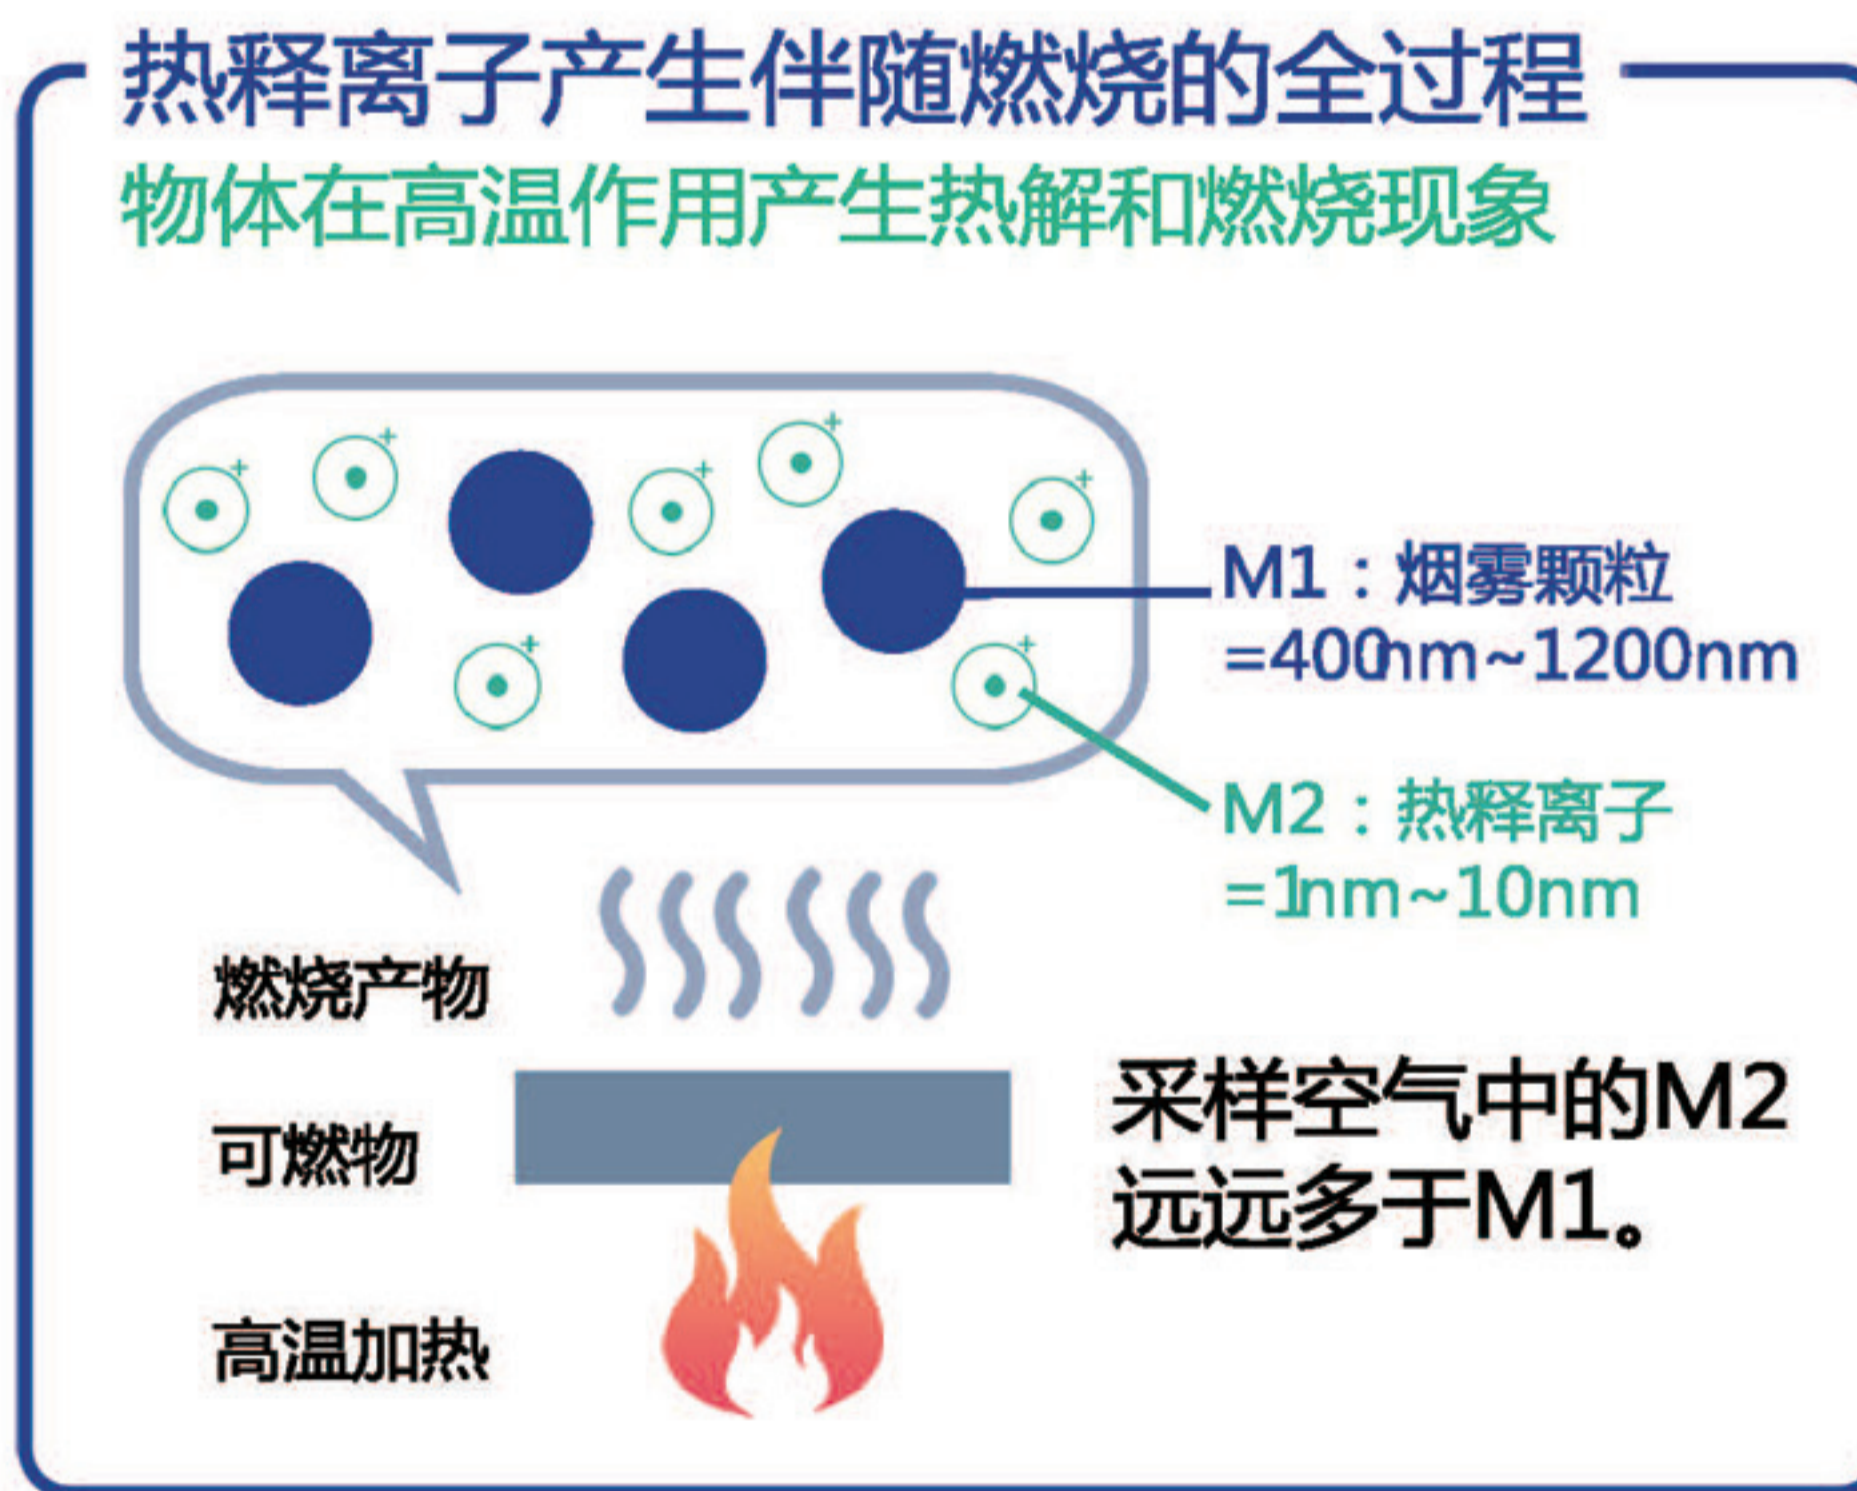 热释离子产生伴随燃烧的全过程
物体在高温作用产生热解和燃烧现象
+
+
+
+
+
+
+
M1：烟雾颗粒
=400nm~1200nm
M2：热释离子
=1nm~10nm
燃烧产物
可燃物
高温加热
采样空气中的M2
远远多于M1。